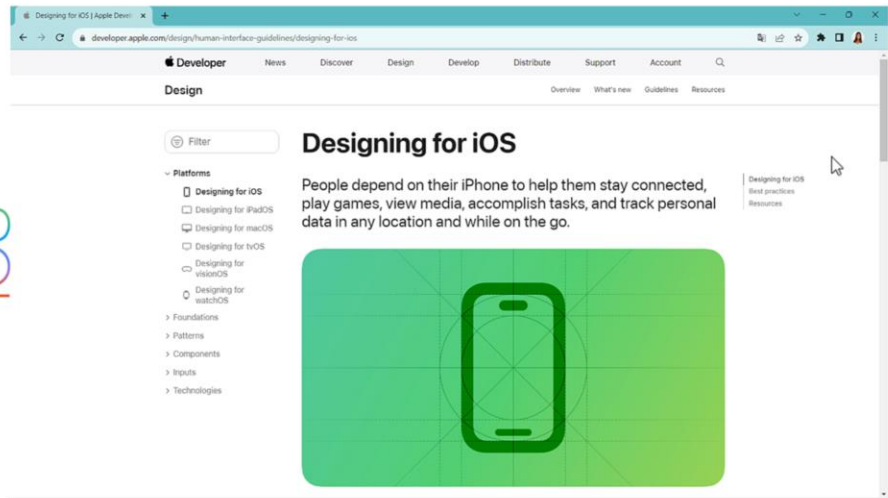 Designing for iOS | Apple Devel
developer.apple.com/design/human-interface-guidelines/designing-for-ios
Developer News Discover Design Develop Distribute Support Account
Design Overview What's new Guidelines Resources
Filter
Platforms
Designing for iOS
Designing for iPadOS
Designing for macOS
Designing for tvOS
Designing for
visionOS
Designing for
watchOS
Foundations
Patterns
Components
Inputs
Technologies
Designing for iOS
People depend on their iPhone to help them stay connected,
play games, view media, accomplish tasks, and track personal
data in any location and while on the go.
Designing for iOS
Best practices
Resources